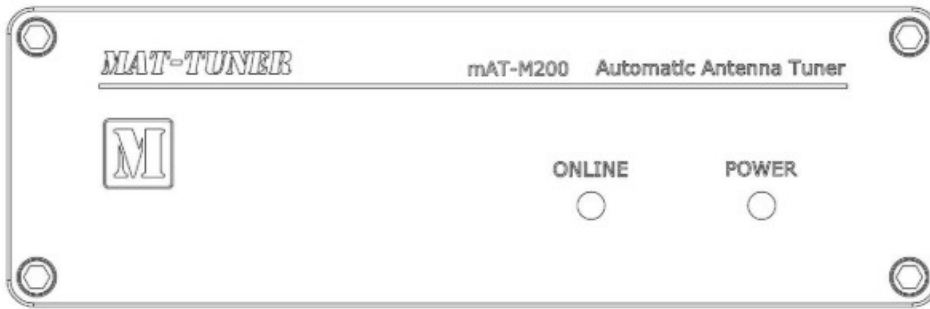 MAT-TUNER mAT-M200 Automatic Antenna Tuner
M
ONLINE POWER